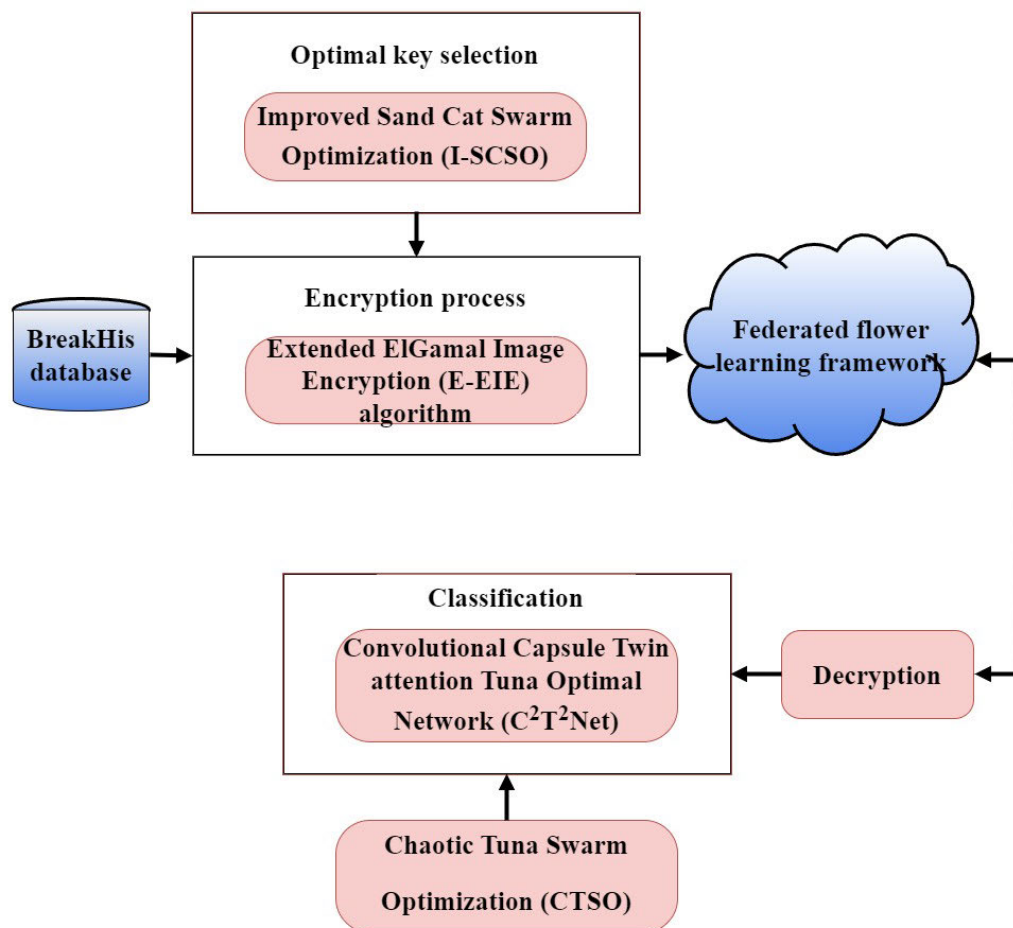 Optimal key selection
Improved Sand Cat Swarm
Optimization (I-SCSO)
Encryption process
Extended ElGamal Image
Encryption (E-EIE)
algorithm
BreakHis
database
Federated flower
learning framework
Classification
Convolutional Capsule Twin
attention Tuna Optimal
Network (C²T²Net)
Decryption
Chaotic Tuna Swarm
Optimization (CTSO)